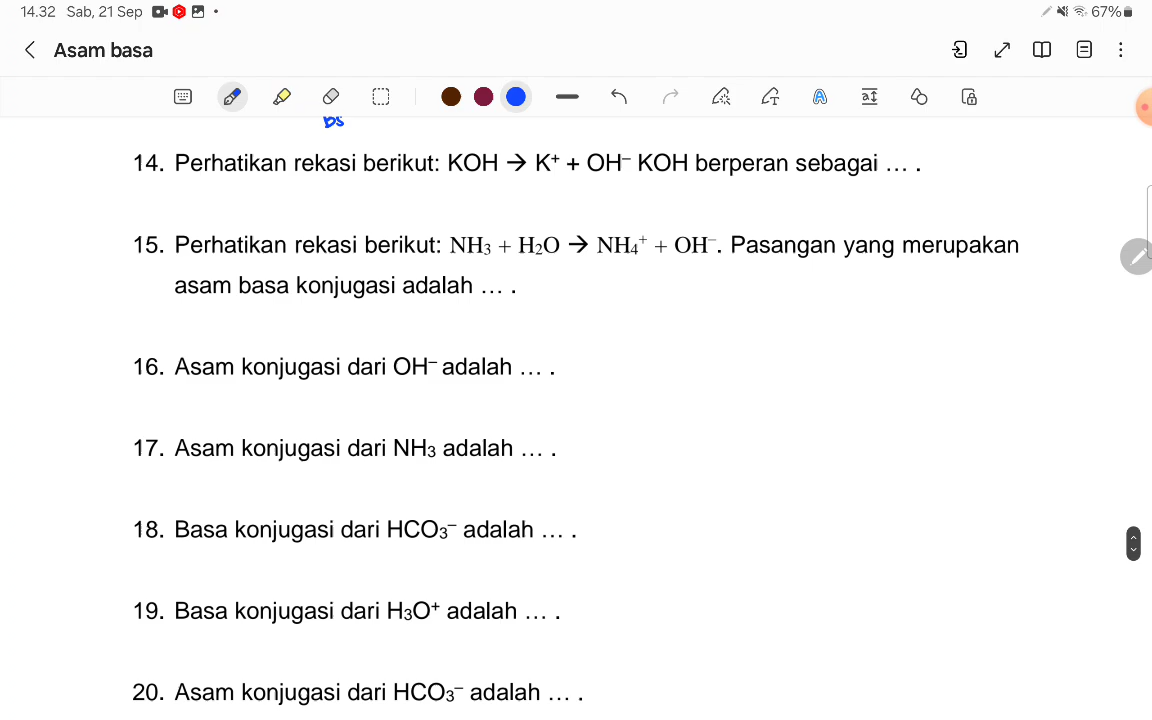 14.32 Sab, 21 Sep
67%
Asam basa
bs
14. Perhatikan rekasi berikut: KOH → K⁺ + OH⁻ KOH berperan sebagai ... .
15. Perhatikan rekasi berikut: NH₃ + H₂O → NH₄⁺ + OH⁻. Pasangan yang merupakan
asam basa konjugasi adalah ... .
16. Asam konjugasi dari OH⁻ adalah ... .
17. Asam konjugasi dari NH₃ adalah ... .
18. Basa konjugasi dari HCO₃⁻ adalah ... .
19. Basa konjugasi dari H₃O⁺ adalah ... .
20. Asam konjugasi dari HCO₃⁻ adalah ... .